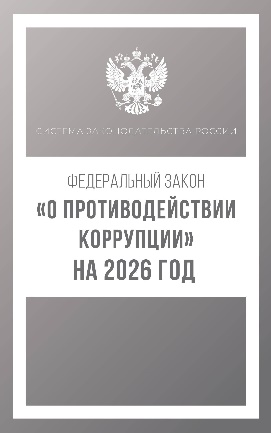 СИСТЕМА ЗАКОНОДАТЕЛЬСТВА РОССИИ
ФЕДЕРАЛЬНЫЙ ЗАКОН
«О ПРОТИВОДЕЙСТВИИ
КОРРУПЦИИ»
НА 2026 ГОД